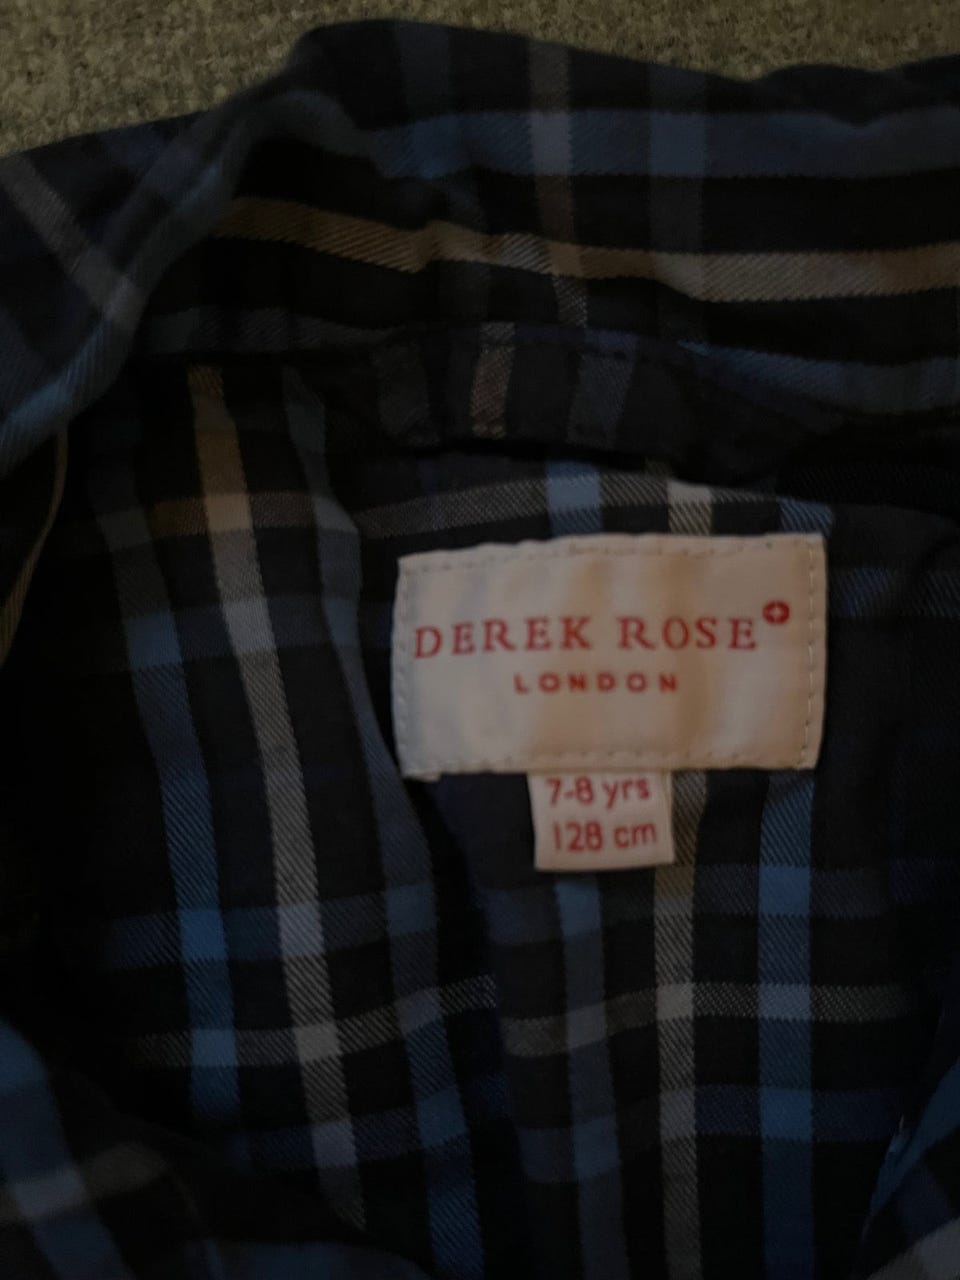 DEREK ROSE
LONDON
7-8 yrs
128 cm